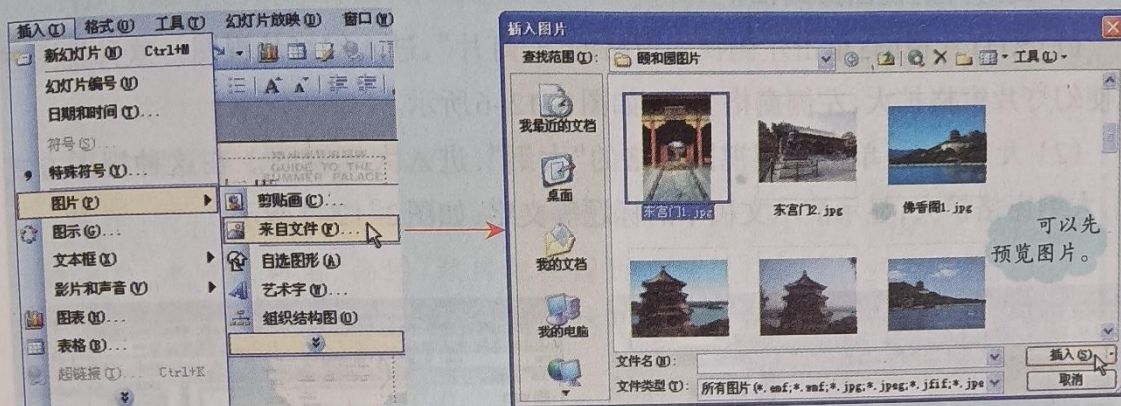 插入(I) 格式(O) 工具(T) 幻灯片放映(D) 窗口(W)
新幻灯片(N) Ctrl+M
幻灯片编号(U)
日期和时间(T)...
符号(S)...
特殊符号(Y)...
图片(P)
图示(G)...
文本框(X)
影片和声音(V)
图表(H)...
表格(B)...
超链接(I)... Ctrl+K
GUIDE TO THE
SUMMER PALACE
剪贴画(C)...
来自文件(F)...
自选图形(A)
艺术字(W)...
组织结构图(O)
插入图片
查找范围(I): 颐和园图片 工具(L)
我最近的文档
桌面
我的文档
我的电脑
东宫门1.jpg 东宫门2.jpg 佛香阁1.jpg
可以先
预览图片。
文件名(N): 插入(S)
文件类型(T): 所有图片(*.emf;*.wmf;*.jpg;*.jpeg;*.jfif;*.jpe 取消